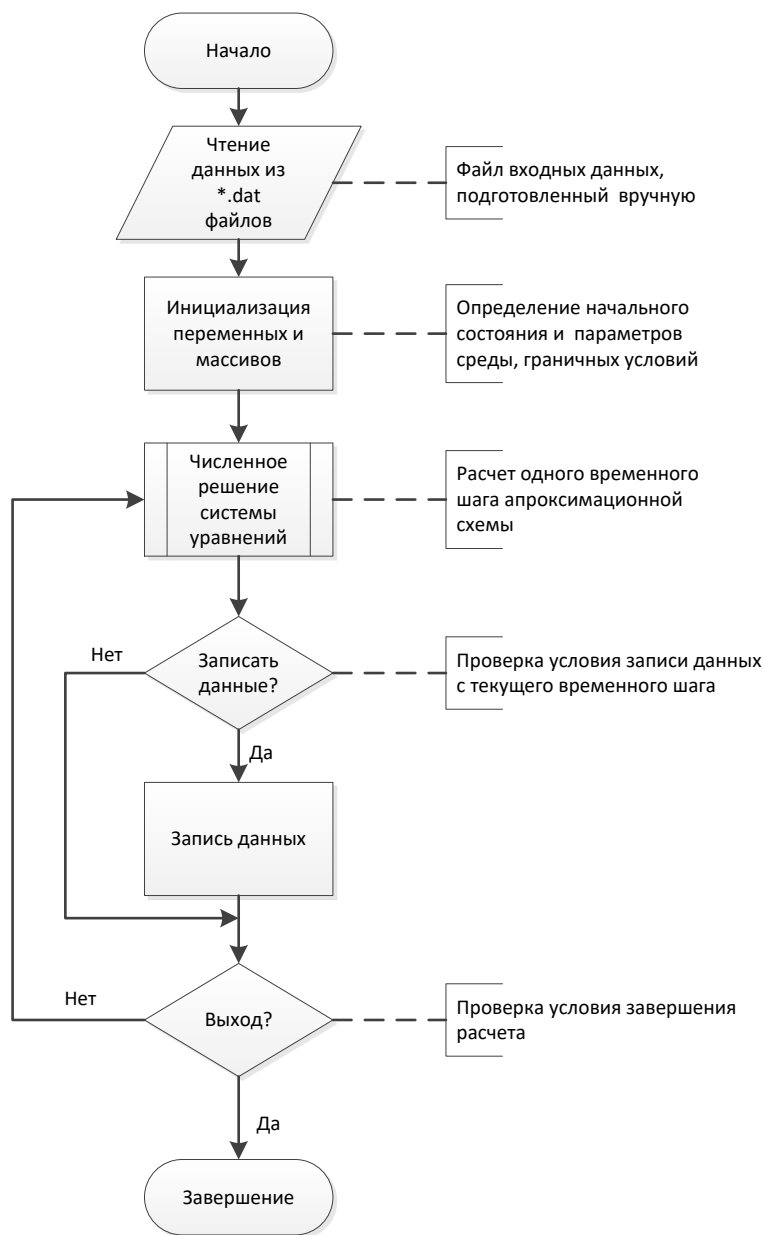 Начало
Чтение
данных из
*.dat
файлов
Файл входных данных,
подготовленный вручную
Инициализация
переменных и
массивов
Определение начального
состояния и параметров
среды, граничных условий
Численное
решение
системы
уравнений
Расчет одного временного
шага апроксимационной
схемы
Нет
Записать
данные?
Проверка условия записи данных
с текущего временного шага
Да
Запись данных
Нет
Выход?
Проверка условия завершения
расчета
Да
Завершение